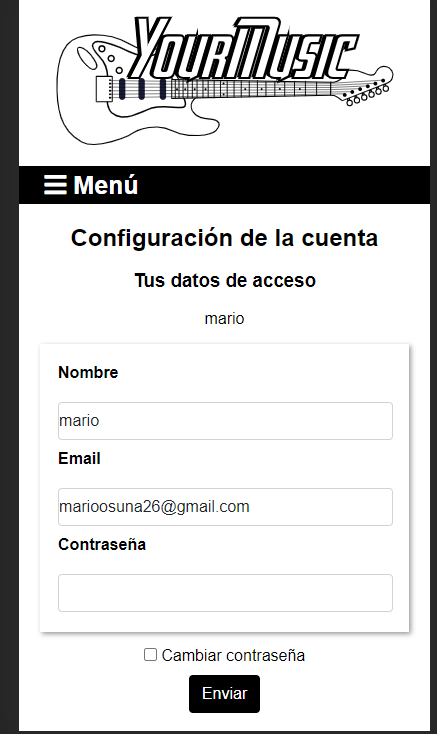 YourMusic
Menú
Configuración de la cuenta
Tus datos de acceso
mario
Nombre
mario
Email
marioosuna26@gmail.com
Contraseña
Cambiar contraseña
Enviar